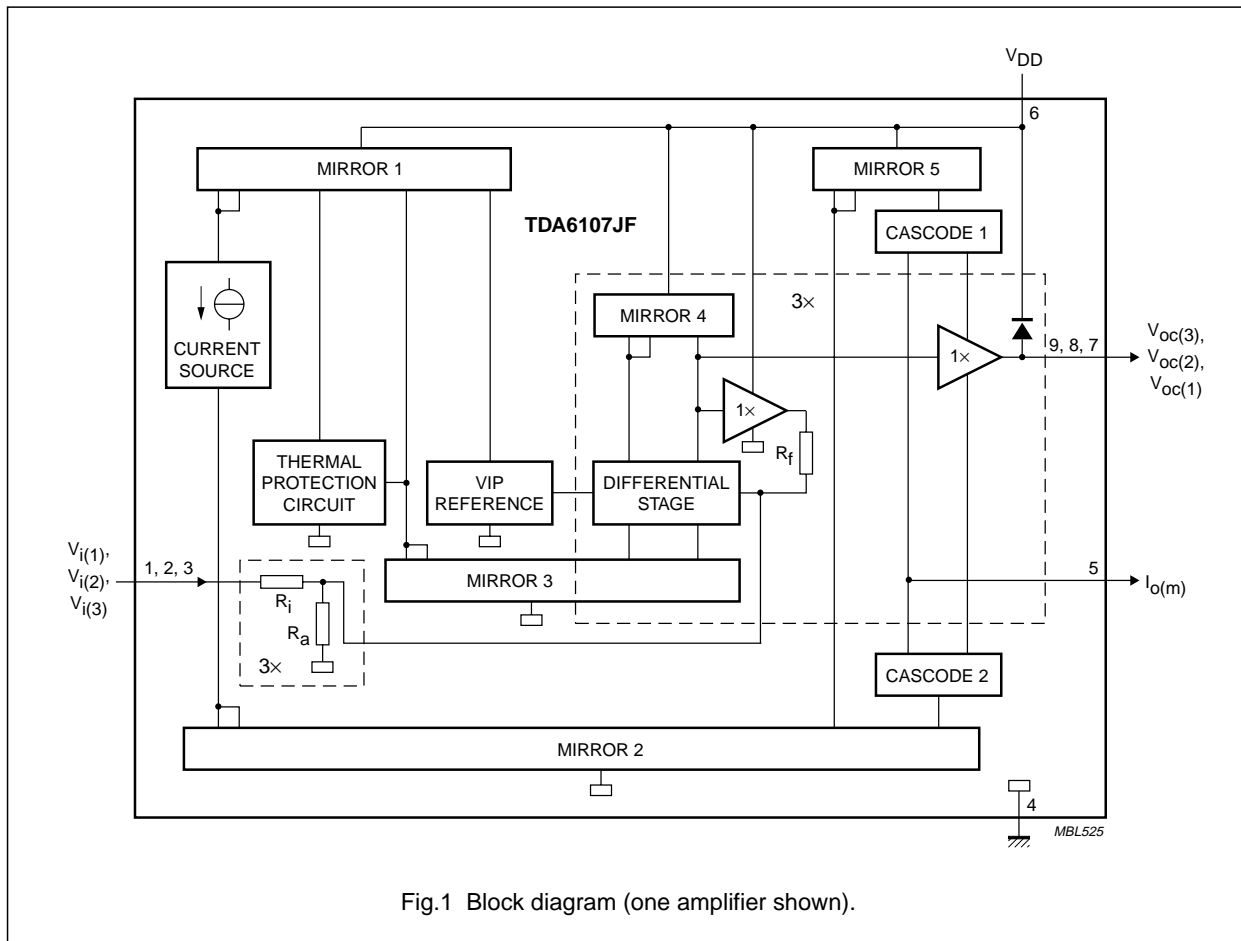 VDD
6
MIRROR 1
MIRROR 5
TDA6107JF
CASCODE 1
3×
MIRROR 4
CURRENT
SOURCE
1×
9, 8, 7
Voc(3),
Voc(2),
Voc(1)
1×
Rf
THERMAL
PROTECTION
CIRCUIT
VIP
REFERENCE
DIFFERENTIAL
STAGE
Vi(1),
Vi(2),
Vi(3)
1, 2, 3
Ri
Ra
3×
MIRROR 3
5
Io(m)
CASCODE 2
MIRROR 2
4
MBL525
Fig.1 Block diagram (one amplifier shown).